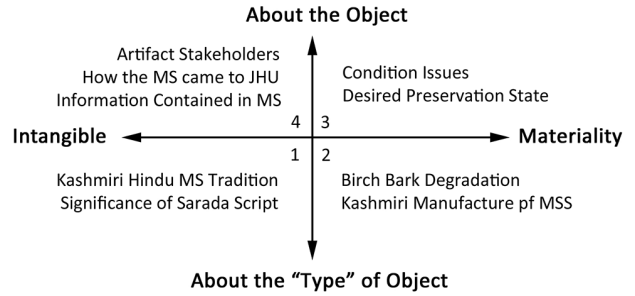 About the Object
Artifact Stakeholders
How the MS came to JHU
Information Contained in MS
Condition Issues
Desired Preservation State
4 3
Intangible
Materiality
1 2
Kashmiri Hindu MS Tradition
Significance of Sarada Script
Birch Bark Degradation
Kashmiri Manufacture pf MSS
About the “Type” of Object